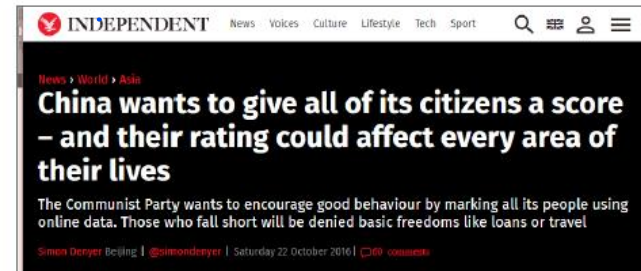 INDEPENDENT News Voices Culture Lifestyle Tech Sport
News › World › Asia
China wants to give all of its citizens a score
– and their rating could affect every area of
their lives
The Communist Party wants to encourage good behaviour by marking all its people using
online data. Those who fall short will be denied basic freedoms like loans or travel
Simon Denyer Beijing | @simondenyer | Saturday 22 October 2016 | 69 comments